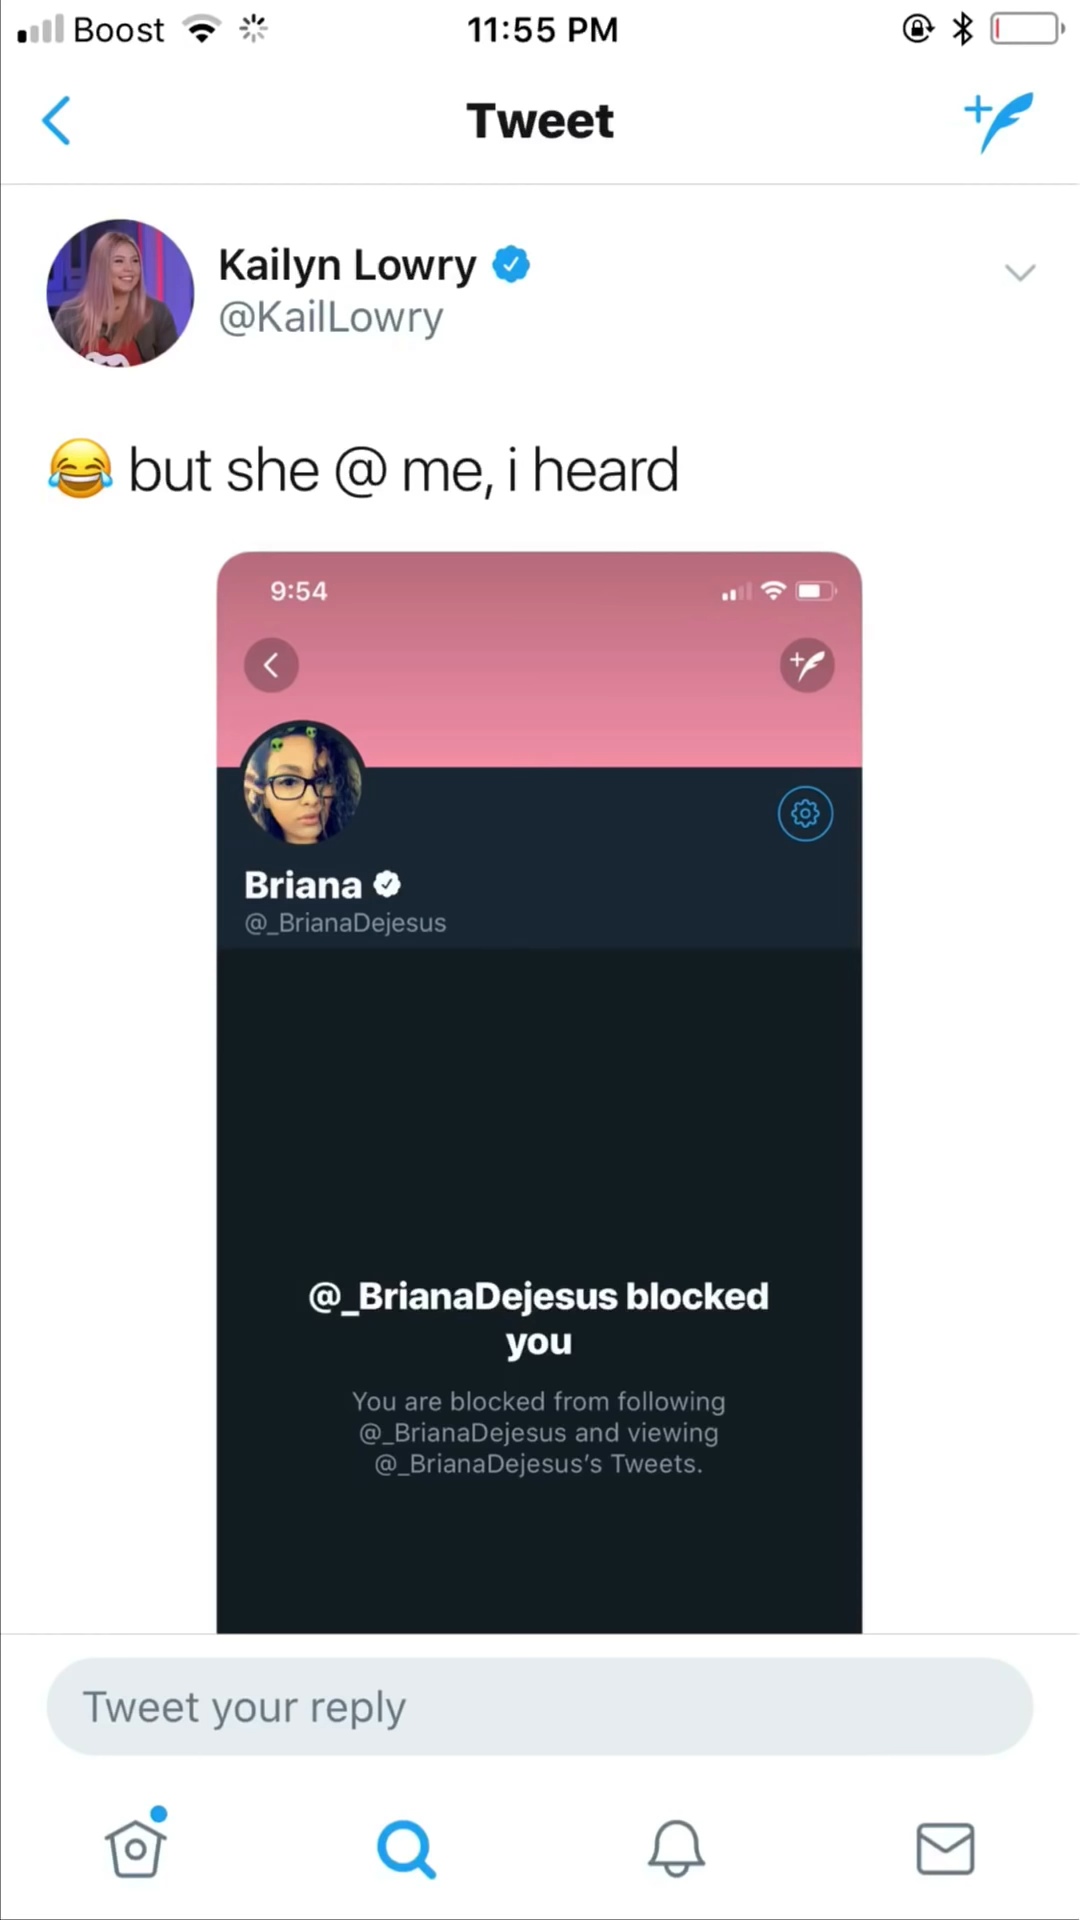 Boost 11:55 PM
Tweet
Kailyn Lowry
@KailLowry
😂 but she @ me, i heard
9:54
Briana
@_BrianaDejesus
@_BrianaDejesus blocked
you
You are blocked from following
@_BrianaDejesus and viewing
@_BrianaDejesus's Tweets.
Tweet your reply